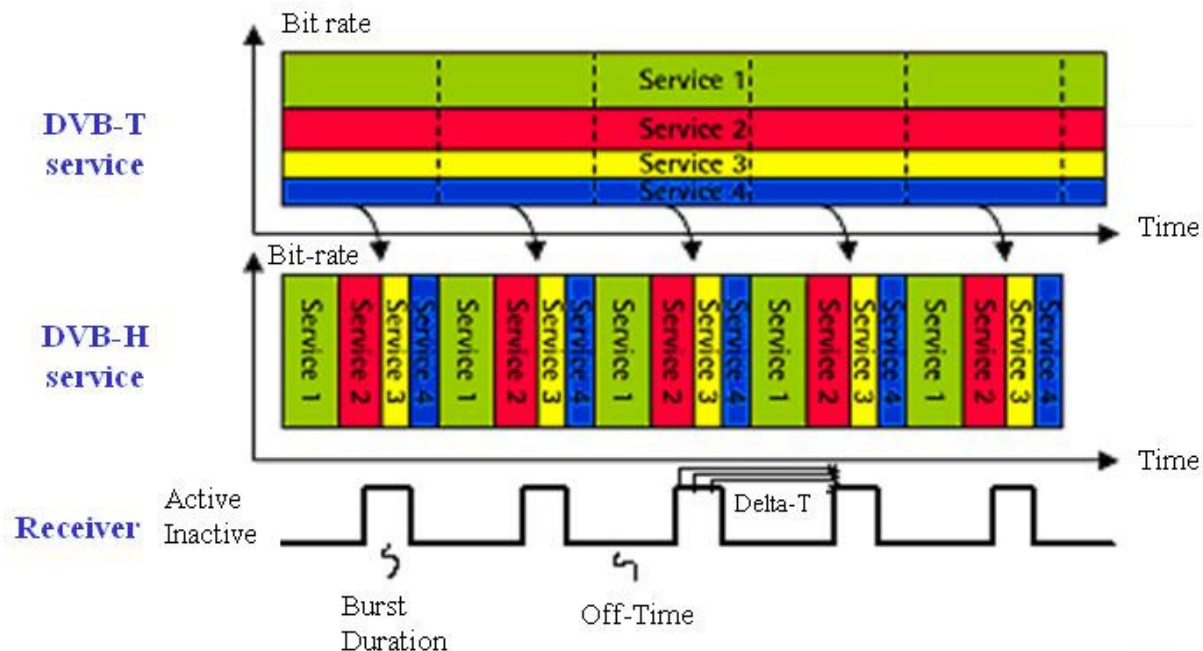 Bit rate
DVB-T
service
Service 1
Service 2
Service 3
Service 4
Time
Bit-rate
DVB-H
service
Service 1
Service 2
Service 3
Service 4
Service 1
Service 2
Service 3
Service 4
Service 1
Service 2
Service 3
Service 4
Service 1
Service 2
Service 3
Service 4
Service 1
Service 2
Service 3
Service 4
Time
Receiver
Active
Inactive
Delta-T
Burst
Duration
Off-Time